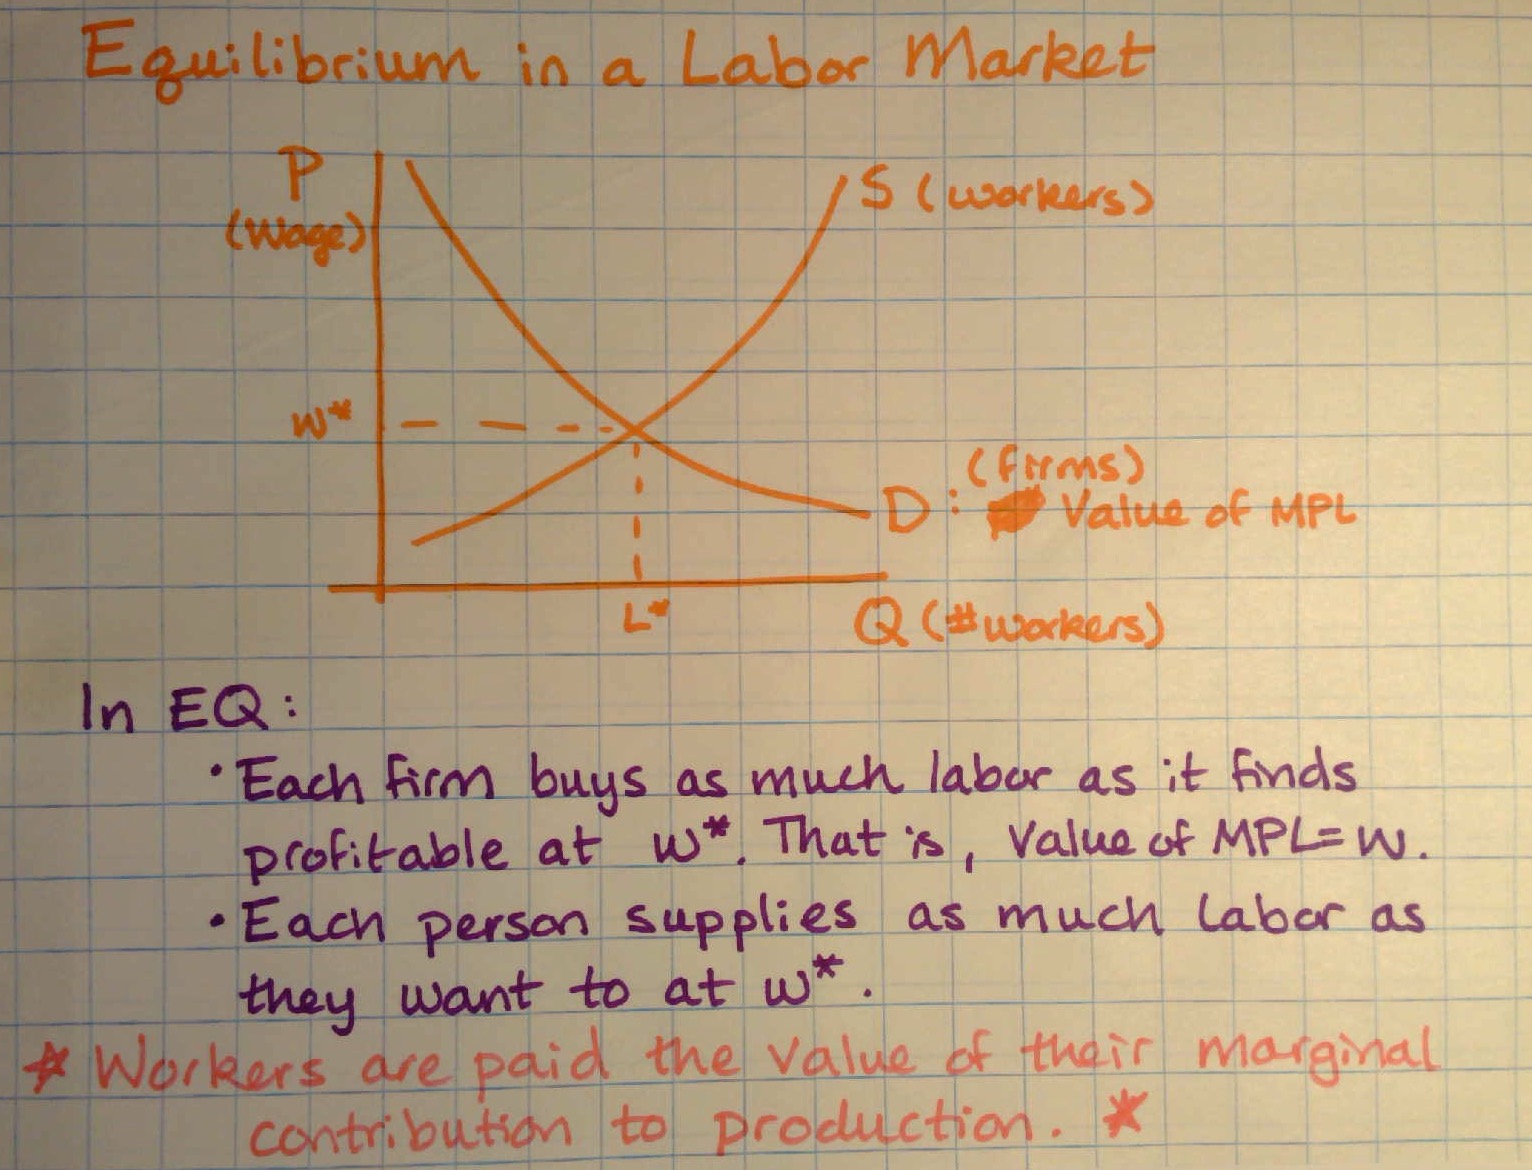 Equilibrium in a Labor Market
P
(Wage)
S (workers)
W*
(firms)
D: Value of MPL
L*
Q (#workers)
In EQ:
• Each firm buys as much labor as it finds
profitable at w*. That is, Value of MPL=W.
• Each person supplies as much labor as
they want to at w*.
* Workers are paid the value of their marginal
contribution to production. *